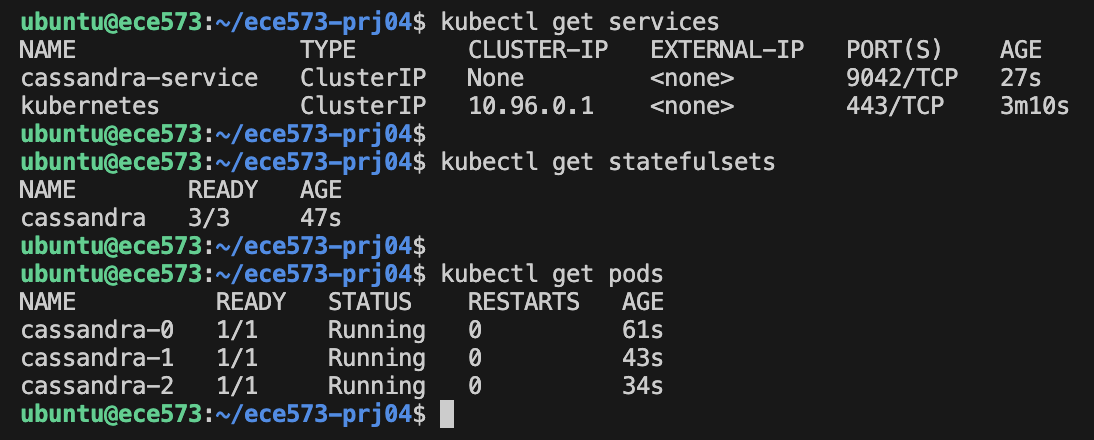 ubuntu@ece573:~/ece573-prj04$ kubectl get services
NAME                TYPE        CLUSTER-IP   EXTERNAL-IP   PORT(S)    AGE
cassandra-service   ClusterIP   None         <none>        9042/TCP   27s
kubernetes          ClusterIP   10.96.0.1    <none>        443/TCP    3m10s
ubuntu@ece573:~/ece573-prj04$
ubuntu@ece573:~/ece573-prj04$ kubectl get statefulsets
NAME        READY   AGE
cassandra   3/3     47s
ubuntu@ece573:~/ece573-prj04$
ubuntu@ece573:~/ece573-prj04$ kubectl get pods
NAME          READY   STATUS    RESTARTS   AGE
cassandra-0   1/1     Running   0          61s
cassandra-1   1/1     Running   0          43s
cassandra-2   1/1     Running   0          34s
ubuntu@ece573:~/ece573-prj04$